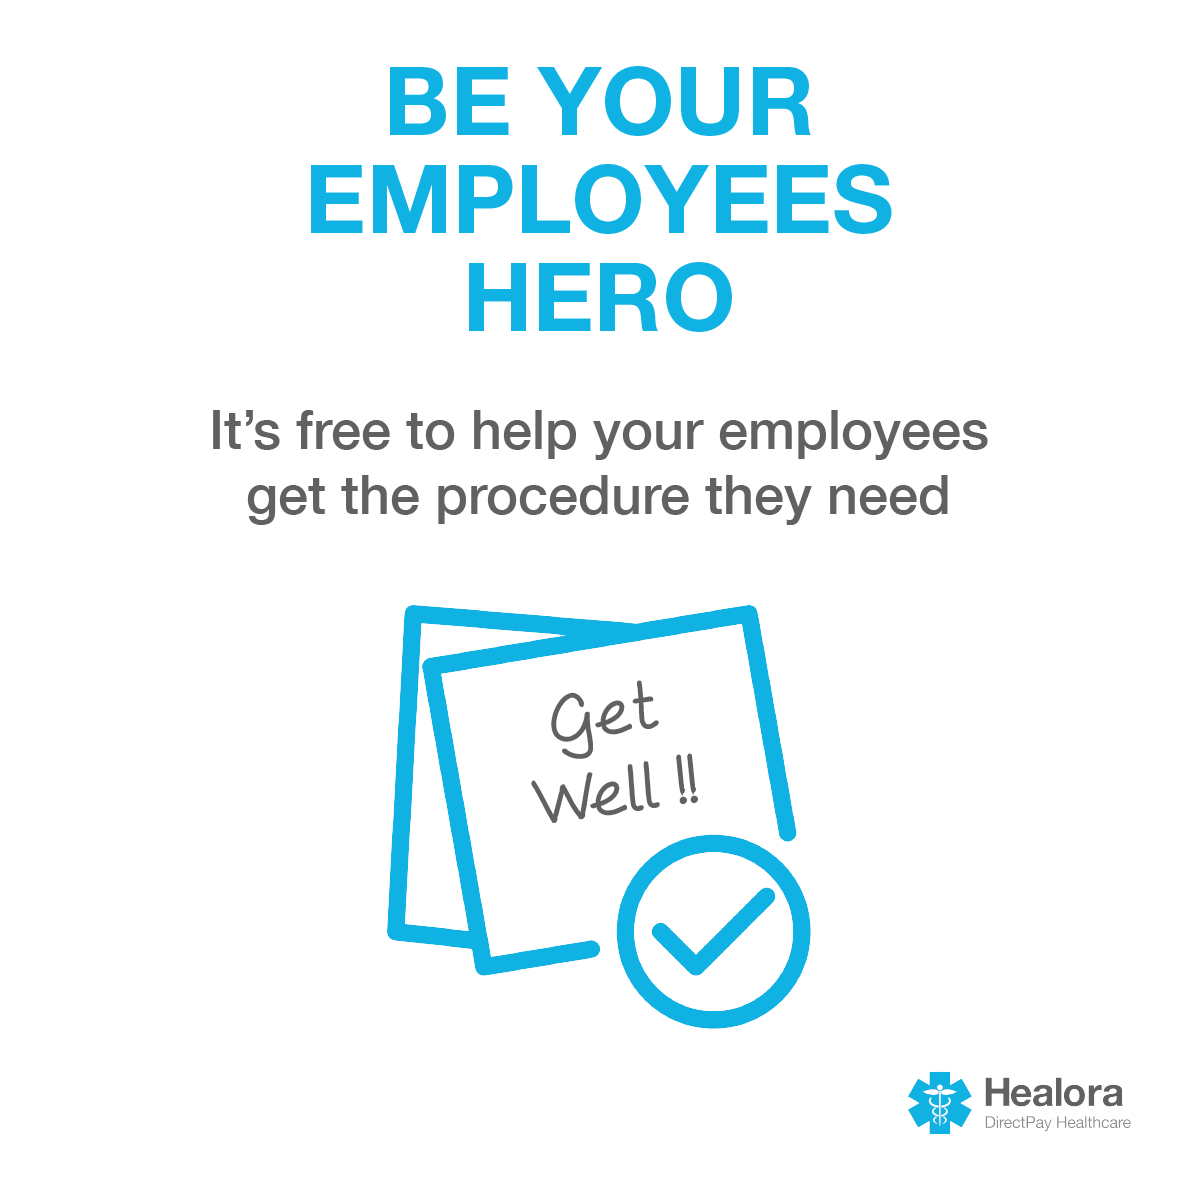 BE YOUR
EMPLOYEES
HERO
It’s free to help your employees
get the procedure they need
Get
Well !!
Healora
DirectPay Healthcare